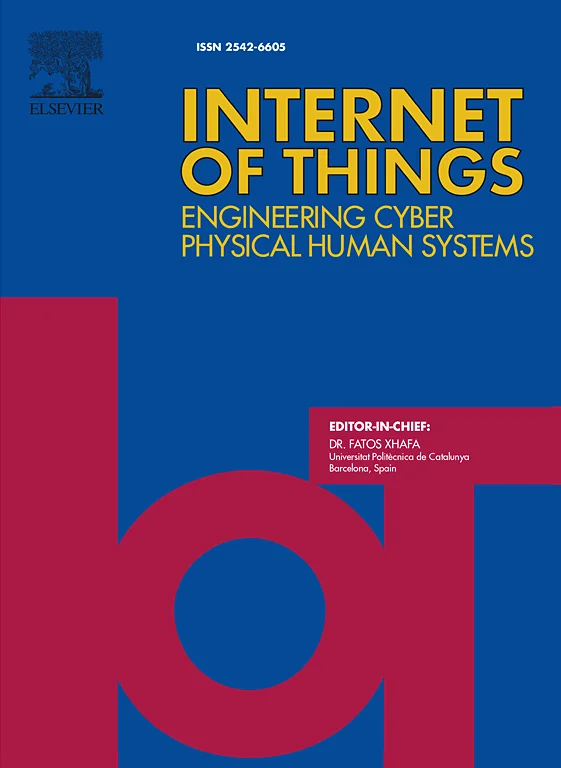 ISSN 2542-6605
ELSEVIER
INTERNET
OF THINGS
ENGINEERING CYBER
PHYSICAL HUMAN SYSTEMS
EDITOR-IN-CHIEF:
DR. FATOS XHAFA
Universitat Politècnica de Catalunya
Barcelona, Spain
IoT